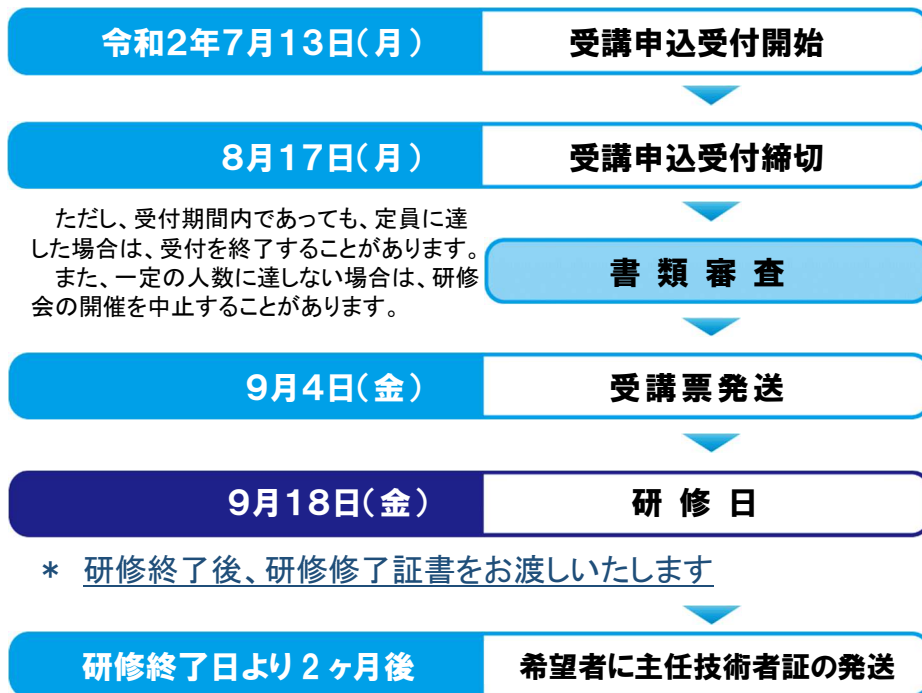 令和2年7月13日(月) 受講申込受付開始
8月17日(月) 受講申込受付締切
ただし、受付期間内であっても、定員に達
した場合は、受付を終了することがあります。
また、一定の人数に達しない場合は、研修
会の開催を中止することがあります。
書類審査
9月4日(金) 受講票発送
9月18日(金) 研修日
* 研修終了後、研修修了証書をお渡しいたします
研修終了日より2ヶ月後 希望者に主任技術者証の発送